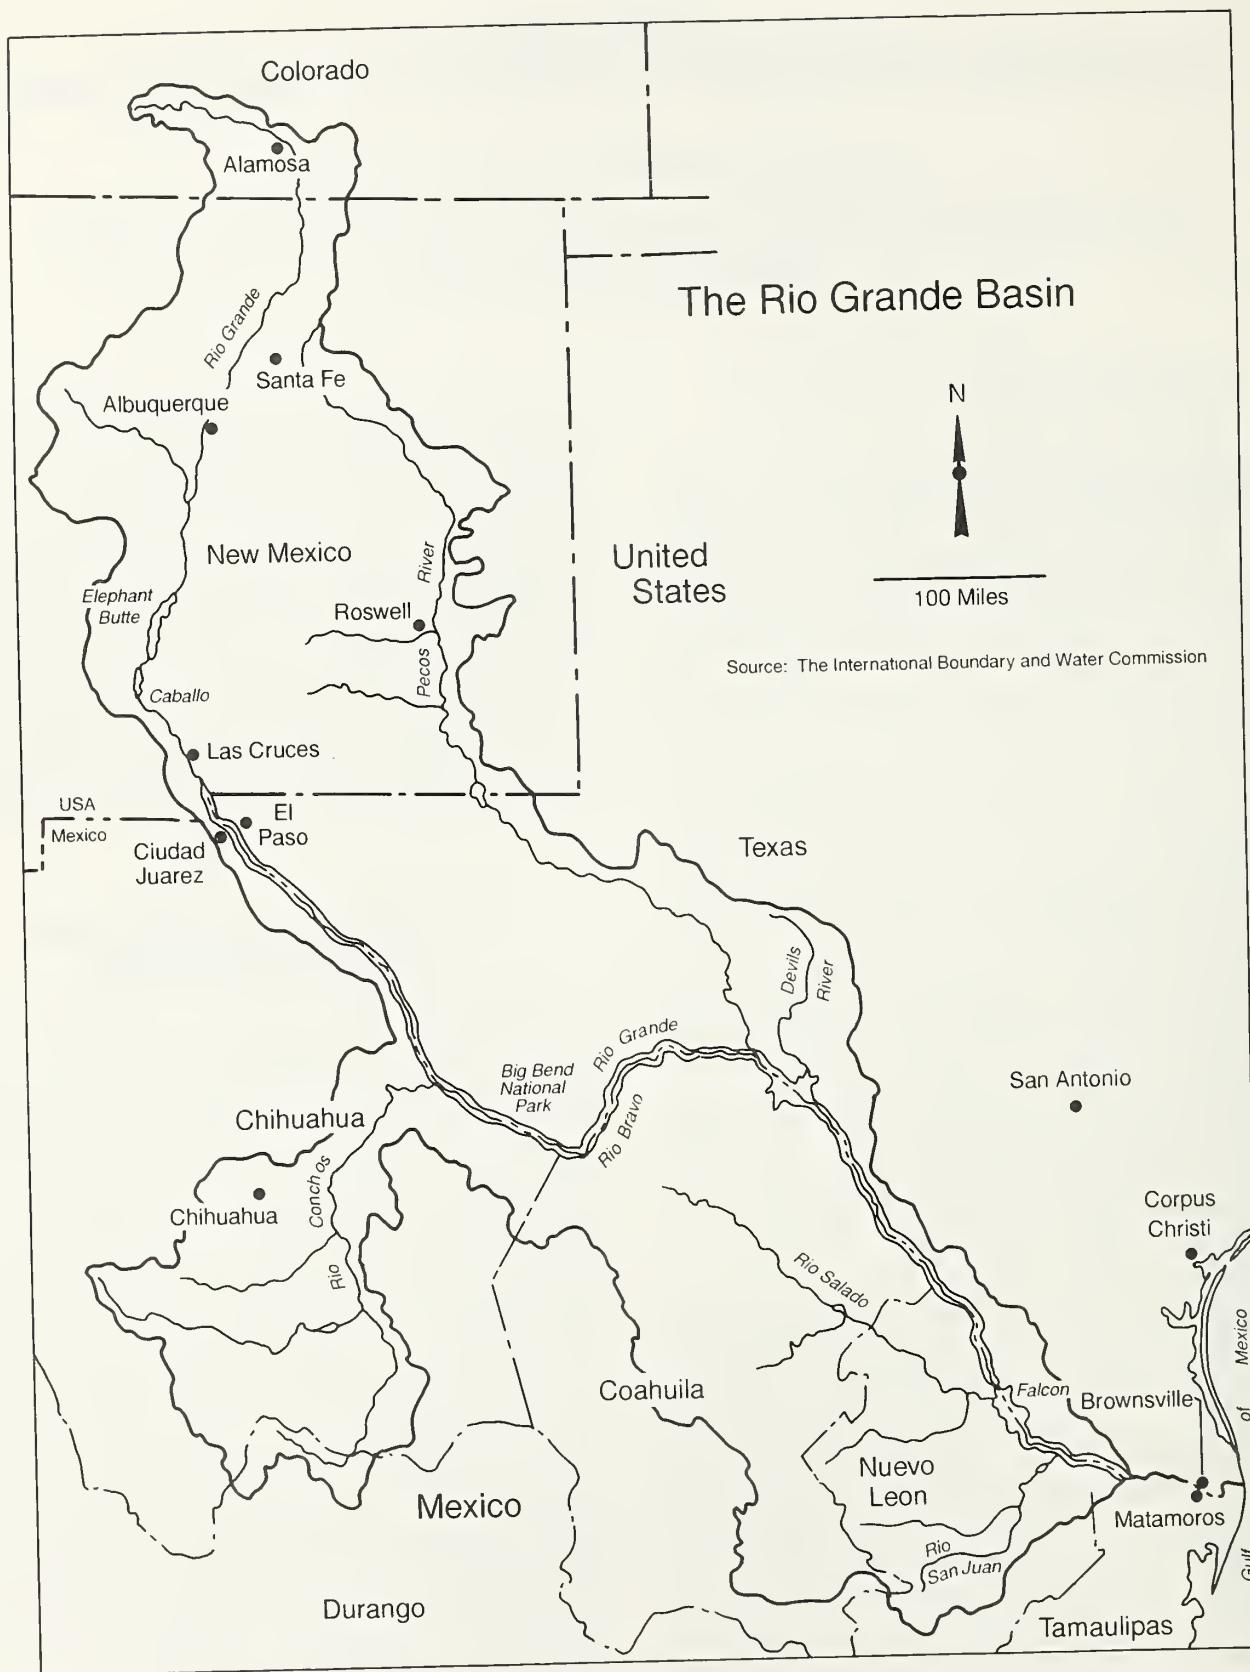 Colorado
Alamosa
The Rio Grande Basin
Rio Grande
Santa Fe
Albuquerque
N
New Mexico
United
States
River
Elephant
Butte
100 Miles
Roswell
Source: The International Boundary and Water Commission
Pecos
Caballo
Las Cruces
USA
Mexico
El
Paso
Ciudad
Juarez
Texas
Devils
River
Rio Grande
Big Bend
National
Park
Rio Bravo
San Antonio
Chihuahua
Conchos
Chihuahua
Rio
Corpus
Christi
Rio Salado
Coahuila
Falcon
Brownsville
Gulf of Mexico
Nuevo
Leon
Mexico
Matamoros
Rio
San Juan
Durango
Tamaulipas